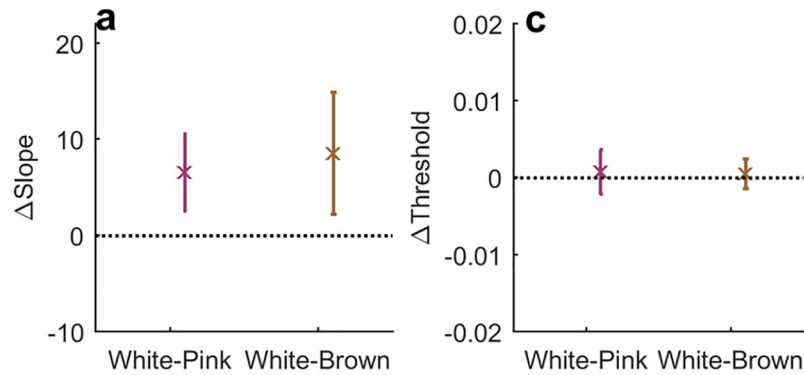 a
20
10
0
-10
ΔSlope
White-Pink White-Brown
c
0.02
0.01
0
-0.01
-0.02
ΔThreshold
White-Pink White-Brown